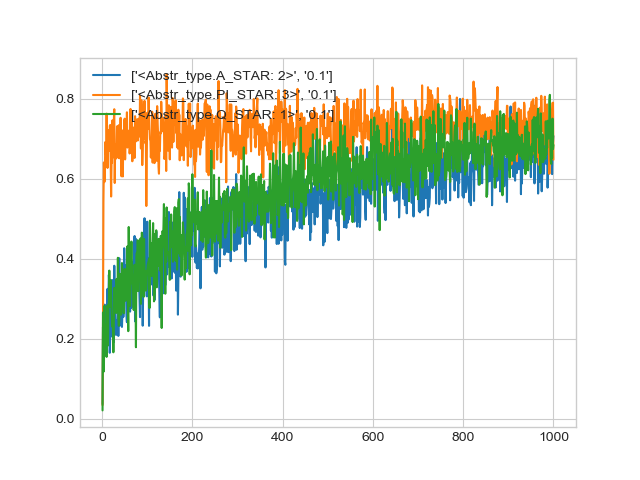 ['<Abstr_type.A_STAR: 2>', '0.1']
['<Abstr_type.PI_STAR: 3>', '0.1']
['<Abstr_type.Q_STAR: 1>', '0.1']
0.8
0.6
0.4
0.2
0.0
0 200 400 600 800 1000